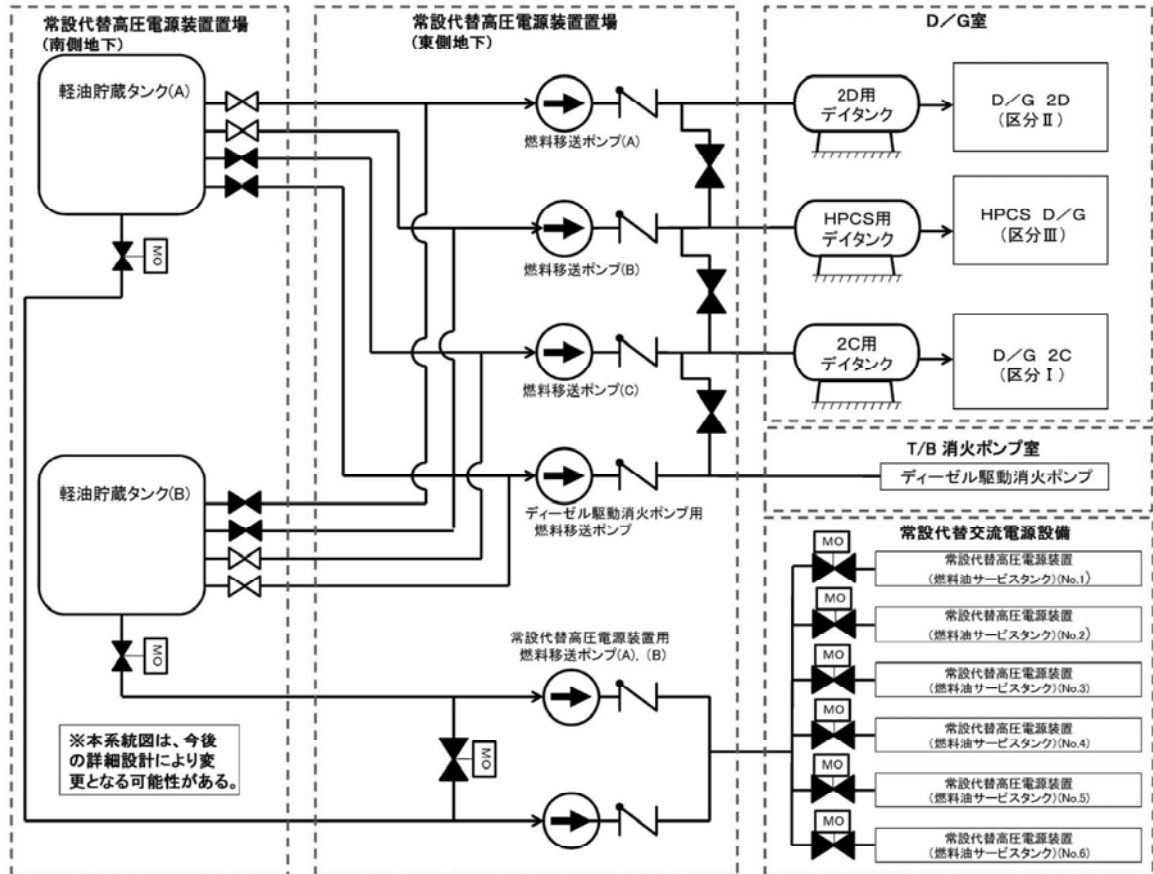 常設代替高圧電源装置置場
(南側地下)
軽油貯蔵タンク(A)
MO
軽油貯蔵タンク(B)
MO
※本系統図は、今後
の詳細設計により変
更となる可能性がある。
常設代替高圧電源装置置場
(東側地下)
燃料移送ポンプ(A)
燃料移送ポンプ(B)
燃料移送ポンプ(C)
ディーゼル駆動消火ポンプ用
燃料移送ポンプ
常設代替高圧電源装置用
燃料移送ポンプ(A)，(B)
MO
D／G室
2D用
デイタンク
D／G 2D
(区分Ⅱ)
HPCS用
デイタンク
HPCS D／G
(区分Ⅲ)
2C用
デイタンク
D／G 2C
(区分Ⅰ)
T/B 消火ポンプ室
ディーゼル駆動消火ポンプ
常設代替交流電源設備
MO
常設代替高圧電源装置
(燃料油サービスタンク)(No.1)
MO
常設代替高圧電源装置
(燃料油サービスタンク)(No.2)
MO
常設代替高圧電源装置
(燃料油サービスタンク)(No.3)
MO
常設代替高圧電源装置
(燃料油サービスタンク)(No.4)
MO
常設代替高圧電源装置
(燃料油サービスタンク)(No.5)
MO
常設代替高圧電源装置
(燃料油サービスタンク)(No.6)